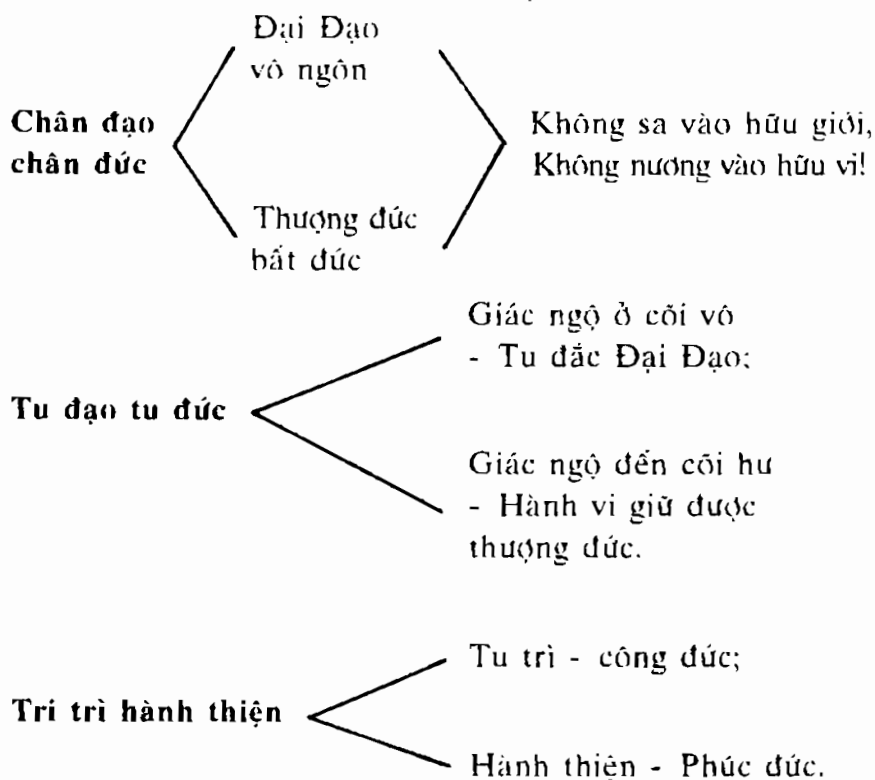 Đại Đạo
vô ngôn
Chân đạo
chân đức
Không sa vào hữu giới,
Không nương vào hữu vi!
Thượng đức
bất đức
Giác ngộ ở cõi vô
- Tu đắc Đại Đạo;
Tu đạo tu đức
Giác ngộ đến cõi hư
- Hành vi giữ được
thượng đức.
Tu trì - công đức;
Tri trì hành thiện
Hành thiện - Phúc đức.